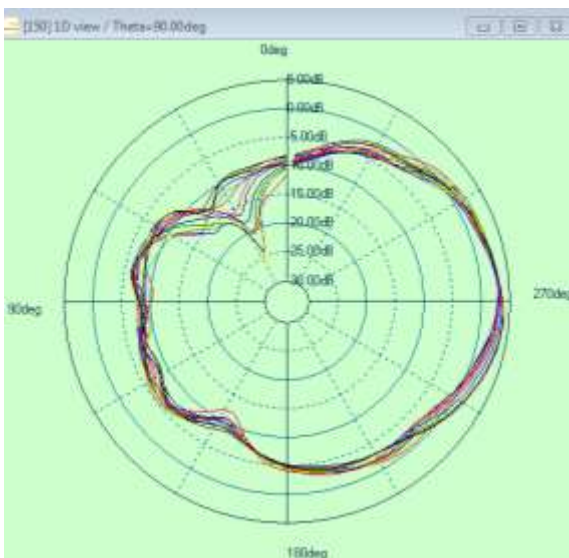 [150] 1D view / Theta=90.00deg
0deg
5.00dB
0.00dB
-5.00dB
-10.00dB
-15.00dB
-20.00dB
-25.00dB
-30.00dB
90deg
270deg
180deg